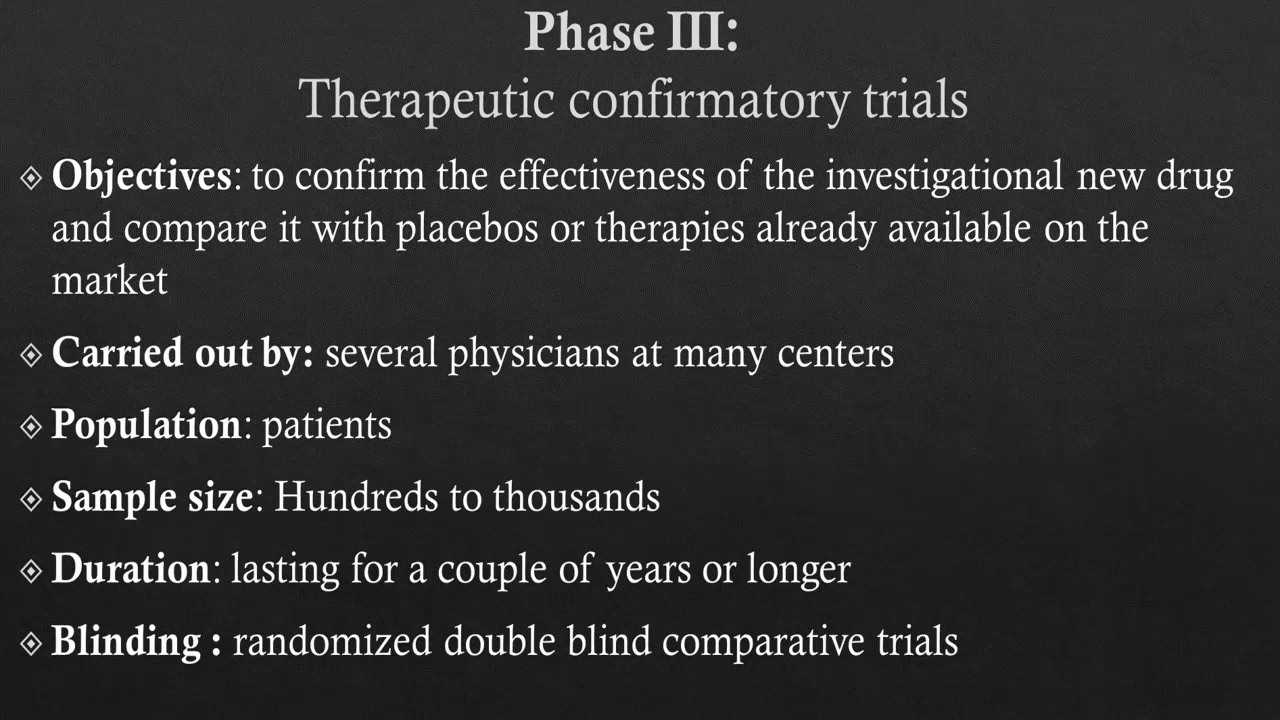 Phase III:
Therapeutic confirmatory trials
Objectives: to confirm the effectiveness of the investigational new drug
and compare it with placebos or therapies already available on the
market
Carried out by: several physicians at many centers
Population: patients
Sample size: Hundreds to thousands
Duration: lasting for a couple of years or longer
Blinding : randomized double blind comparative trials